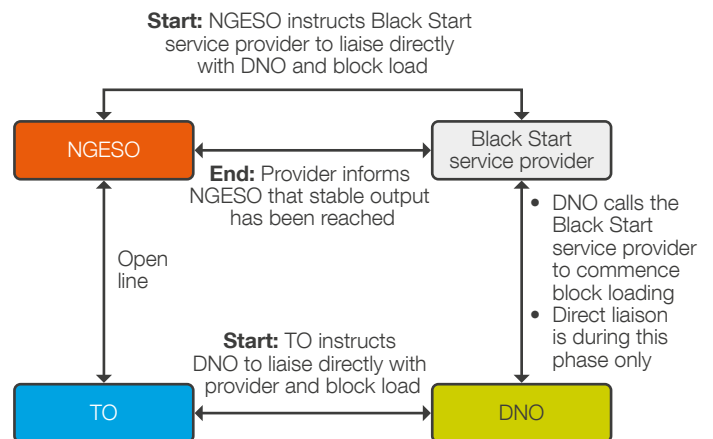 Start: NGESO instructs Black Start
service provider to liaise directly
with DNO and block load
NGESO
Black Start
service provider
End: Provider informs
NGESO that stable output
has been reached
Open
line
• DNO calls the
Black Start
service provider
to commence
block loading
• Direct liaison
is during this
phase only
Start: TO instructs
DNO to liaise directly with
provider and block load
TO
DNO